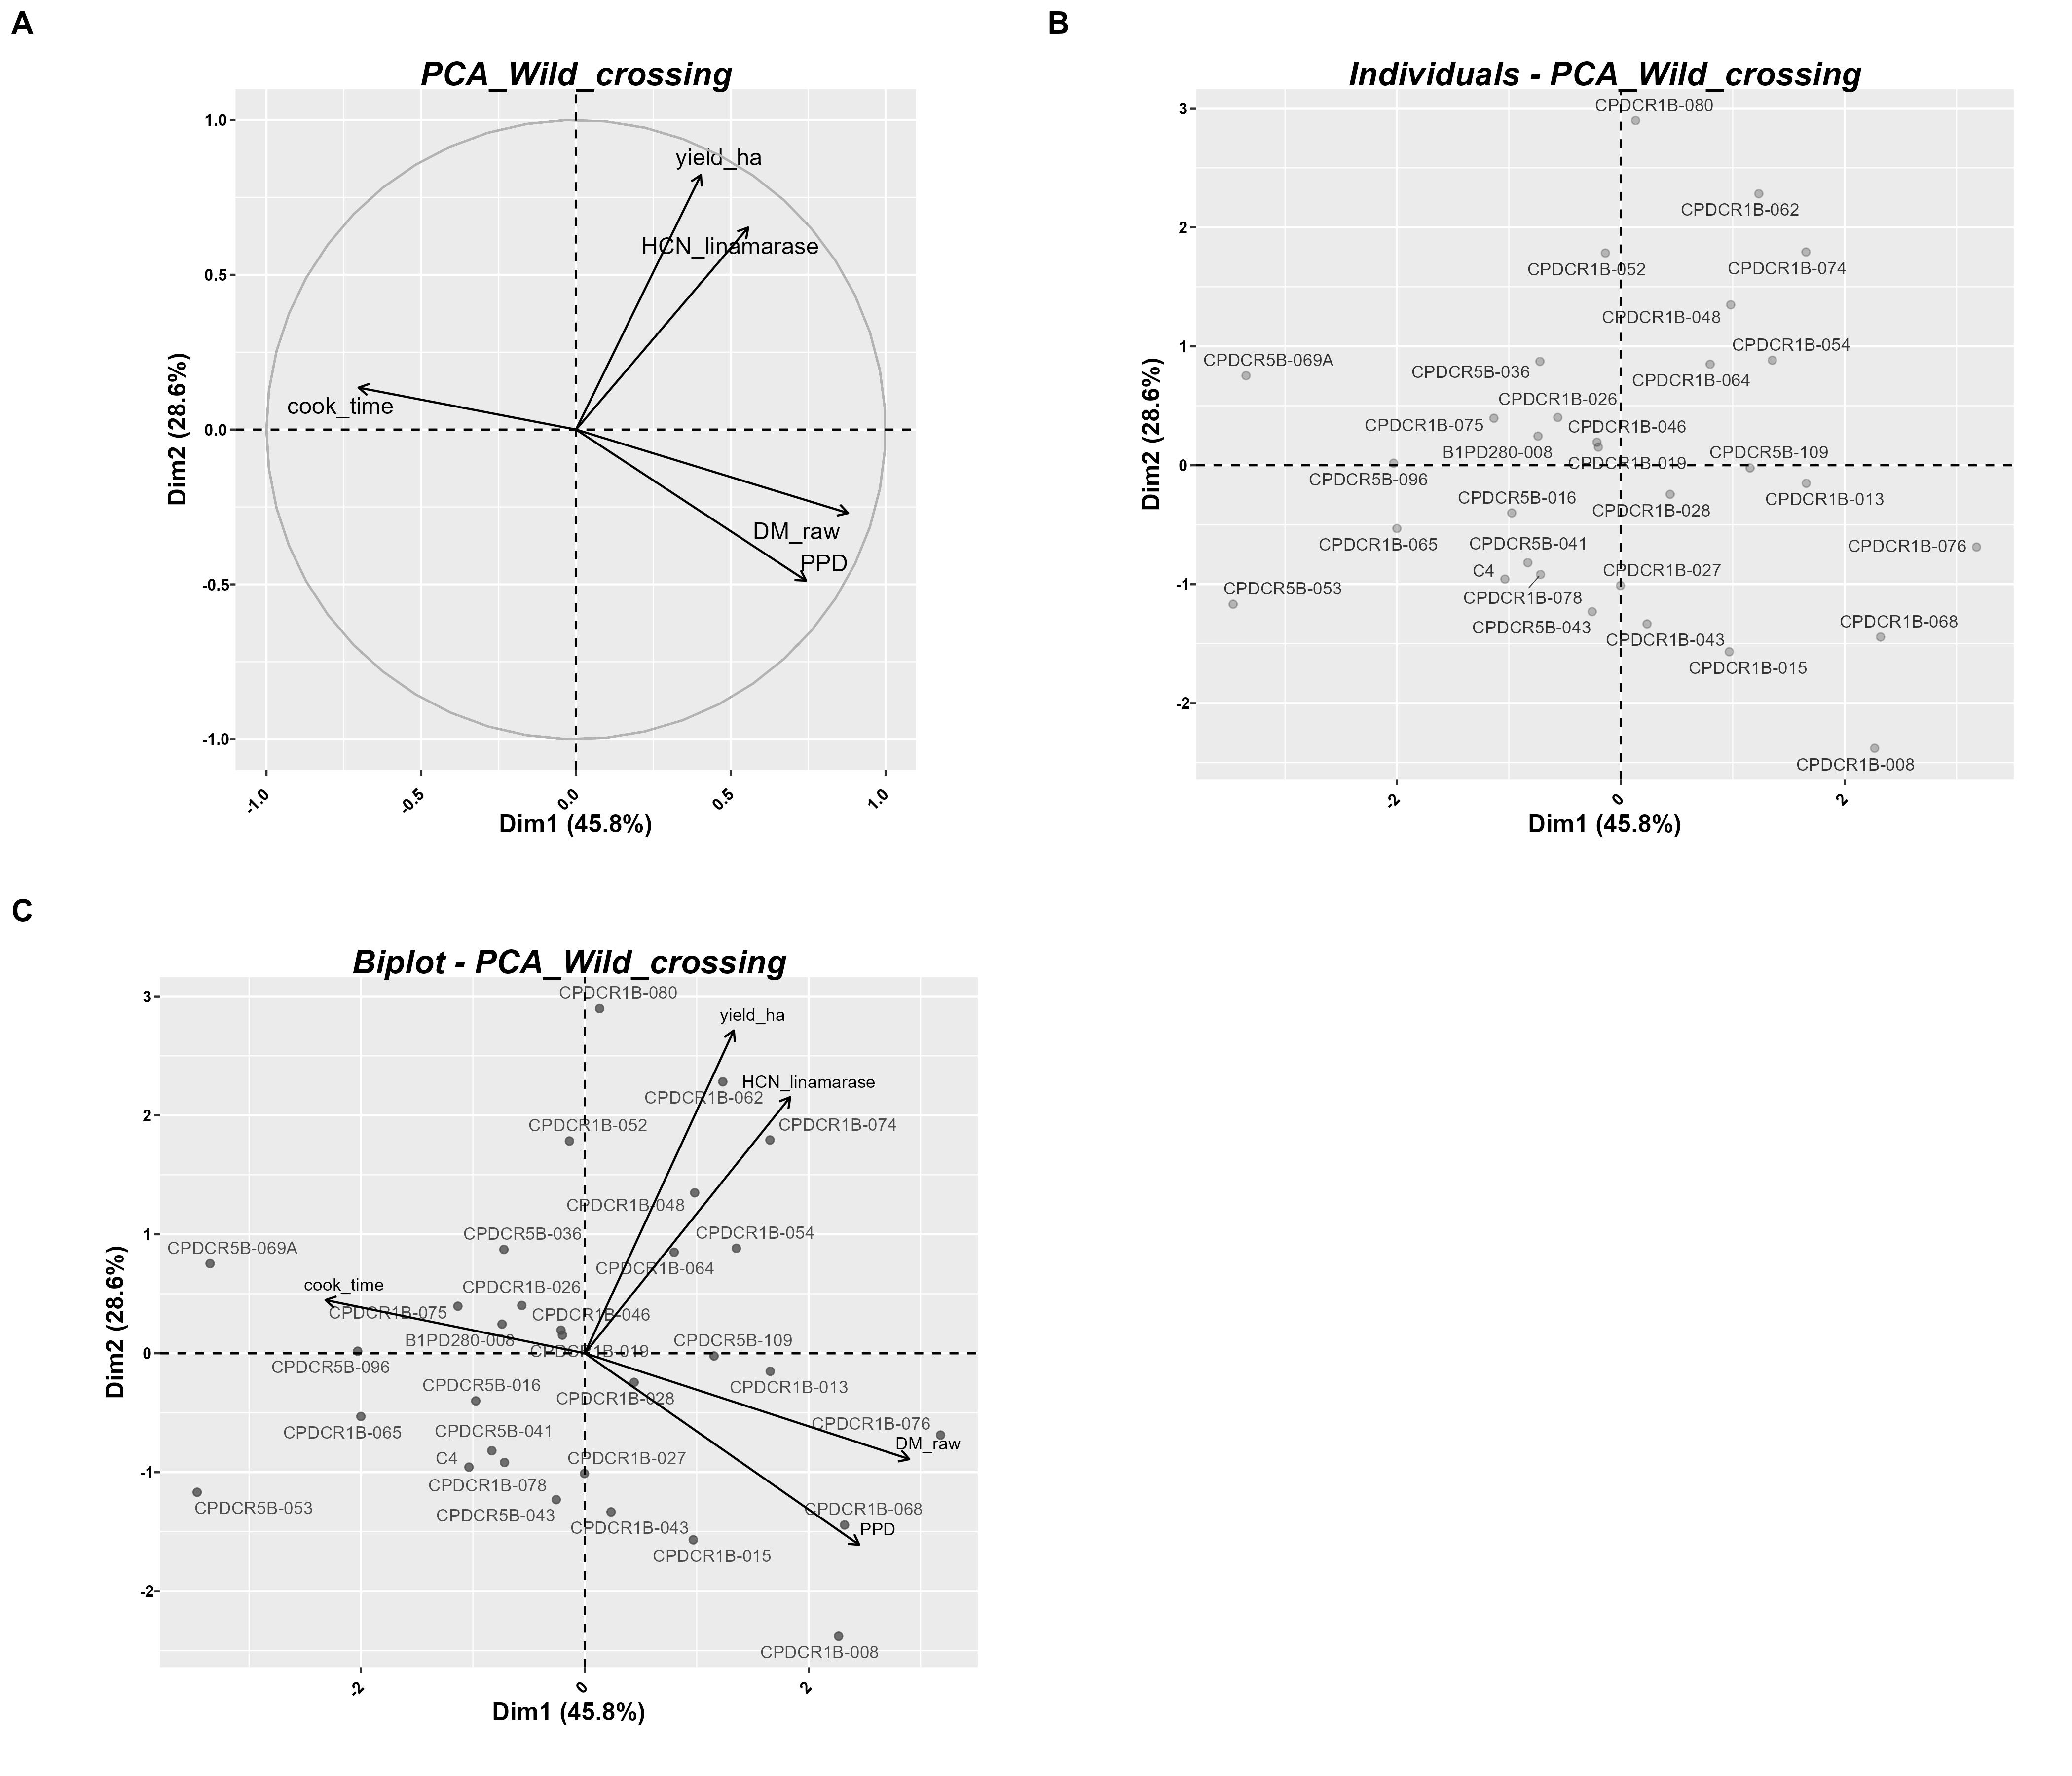 A
PCA_Wild_crossing
1.0
0.5
0.0
-0.5
-1.0
Dim2 (28.6%)
yield_ha
HCN_linamarase
cook_time
DM_raw
PPD
-1.0
-0.5
0.0
0.5
1.0
Dim1 (45.8%)
B
Individuals - PCA_Wild_crossing
3
2
1
0
-1
-2
Dim2 (28.6%)
CPDCR1B-080
CPDCR1B-062
CPDCR1B-052
CPDCR1B-074
CPDCR1B-048
CPDCR1B-054
CPDCR5B-069A
CPDCR5B-036
CPDCR1B-064
CPDCR1B-026
CPDCR1B-075
CPDCR1B-046
B1PD280-008
CPDCR5B-109
CPDCR1B-019
CPDCR5B-096
CPDCR5B-016
CPDCR1B-013
CPDCR1B-028
CPDCR1B-065
CPDCR5B-041
CPDCR1B-076
C4
CPDCR1B-027
CPDCR5B-053
CPDCR1B-078
CPDCR1B-068
CPDCR5B-043
CPDCR1B-043
CPDCR1B-015
CPDCR1B-008
-2
0
2
Dim1 (45.8%)
C
Biplot - PCA_Wild_crossing
3
2
1
0
-1
-2
Dim2 (28.6%)
CPDCR1B-080
yield_ha
HCN_linamarase
CPDCR1B-062
CPDCR1B-052
CPDCR1B-074
CPDCR1B-048
CPDCR5B-036
CPDCR1B-054
CPDCR5B-069A
CPDCR1B-064
cook_time
CPDCR1B-026
CPDCR1B-075
CPDCR1B-046
B1PD280-008
CPDCR5B-109
CPDCR1B-019
CPDCR5B-096
CPDCR5B-016
CPDCR1B-013
CPDCR1B-028
CPDCR1B-076
CPDCR1B-065
CPDCR5B-041
DM_raw
C4
CPDCR1B-027
CPDCR1B-078
CPDCR5B-053
CPDCR1B-068
CPDCR5B-043
CPDCR1B-043
PPD
CPDCR1B-015
CPDCR1B-008
-2
0
2
Dim1 (45.8%)